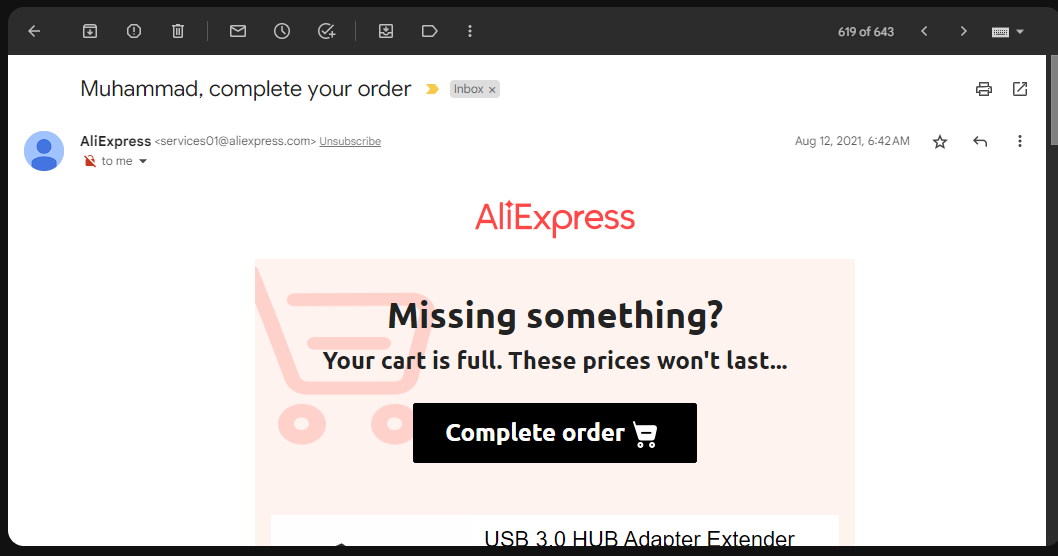 619 of 643
Muhammad, complete your order Inbox ×
AliExpress <services01@aliexpress.com> Unsubscribe Aug 12, 2021, 6:42 AM
to me
AliExpress
Missing something?
Your cart is full. These prices won't last...
Complete order
USB 3.0 HUB Adapter Extender